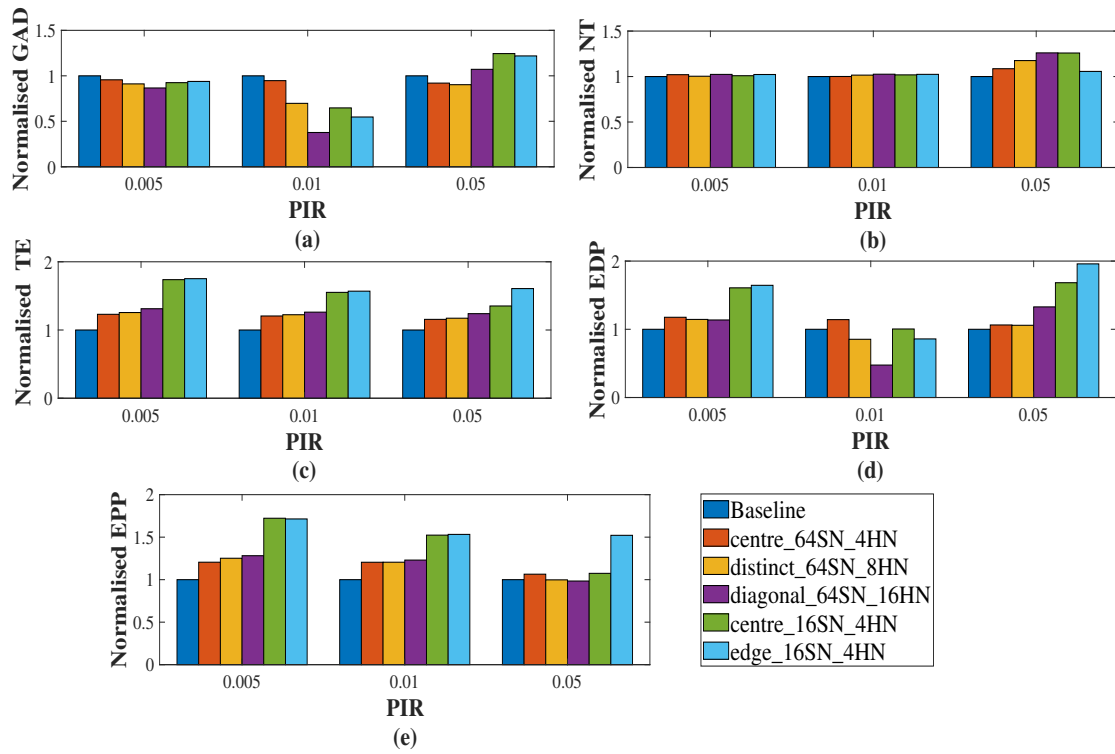 Normalised GAD
1.5
1
0.5
0
0.005
0.01
0.05
PIR
(a)
Normalised NT
1.5
1
0.5
0
0.005
0.01
0.05
PIR
(b)
Normalised TE
2
1
0
0.005
0.01
0.05
PIR
(c)
Normalised EDP
2
1
0
0.005
0.01
0.05
PIR
(d)
Normalised EPP
2
1.5
1
0.5
0
0.005
0.01
0.05
PIR
(e)
Baseline
centre_64SN_4HN
distinct_64SN_8HN
diagonal_64SN_16HN
centre_16SN_4HN
edge_16SN_4HN